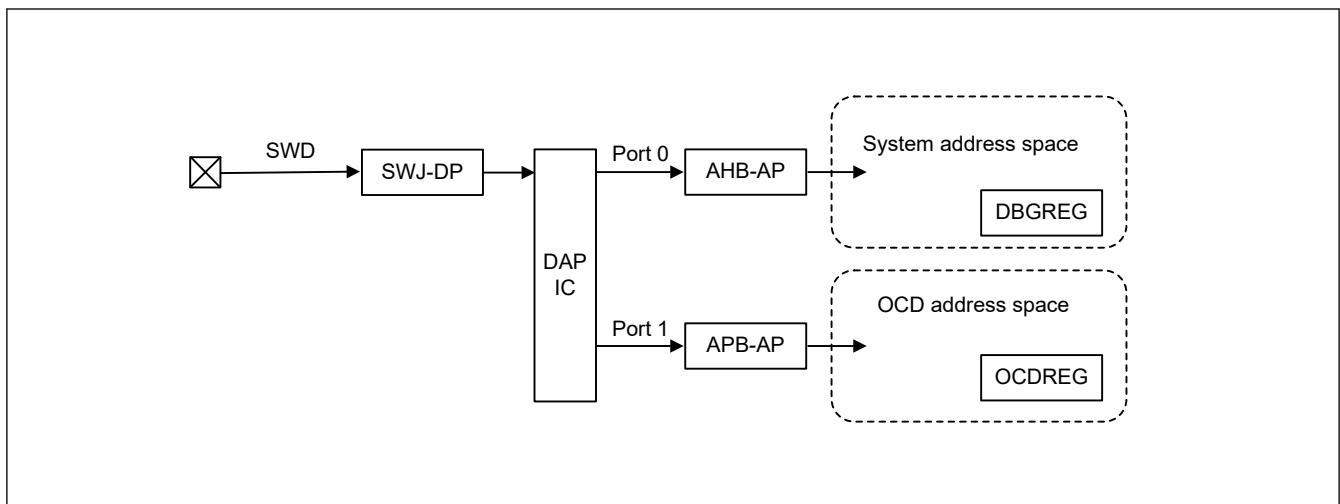 SWD
SWJ-DP
DAP
IC
Port 0
AHB-AP
System address space
DBGREG
Port 1
APB-AP
OCD address space
OCDREG